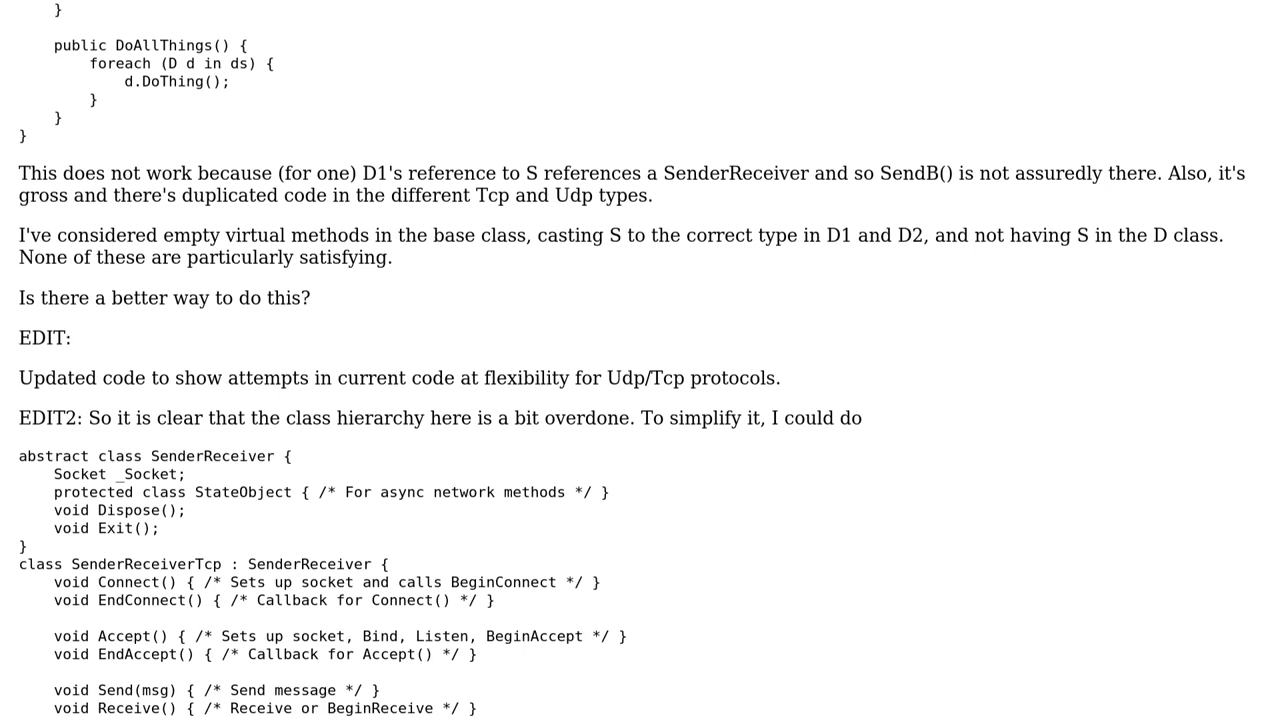 }

    public DoAllThings() {
        foreach (D d in ds) {
            d.DoThing();
        }
    }
}
This does not work because (for one) D1's reference to S references a SenderReceiver and so SendB() is not assuredly there. Also, it's
gross and there's duplicated code in the different Tcp and Udp types.
I've considered empty virtual methods in the base class, casting S to the correct type in D1 and D2, and not having S in the D class.
None of these are particularly satisfying.
Is there a better way to do this?
EDIT:
Updated code to show attempts in current code at flexibility for Udp/Tcp protocols.
EDIT2: So it is clear that the class hierarchy here is a bit overdone. To simplify it, I could do
abstract class SenderReceiver {
    Socket _Socket;
    protected class StateObject { /* For async network methods */ }
    void Dispose();
    void Exit();
}
class SenderReceiverTcp : SenderReceiver {
    void Connect() { /* Sets up socket and calls BeginConnect */ }
    void EndConnect() { /* Callback for Connect() */ }

    void Accept() { /* Sets up socket, Bind, Listen, BeginAccept */ }
    void EndAccept() { /* Callback for Accept() */ }

    void Send(msg) { /* Send message */ }
    void Receive() { /* Receive or BeginReceive */ }